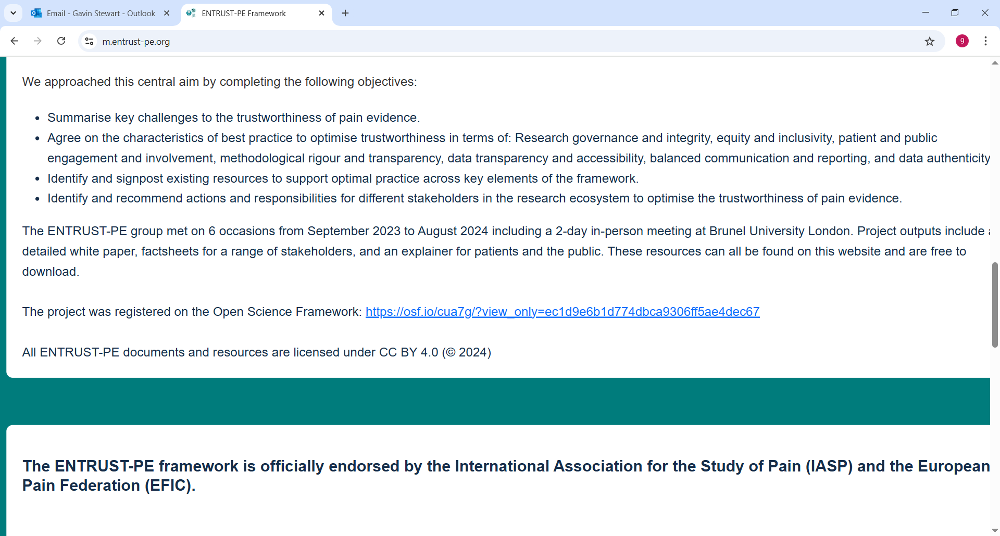 Email - Gavin Stewart - Outlook
ENTRUST-PE Framework
m.entrust-pe.org
g
We approached this central aim by completing the following objectives:
• Summarise key challenges to the trustworthiness of pain evidence.
• Agree on the characteristics of best practice to optimise trustworthiness in terms of: Research governance and integrity, equity and inclusivity, patient and public
engagement and involvement, methodological rigour and transparency, data transparency and accessibility, balanced communication and reporting, and data authenticity
• Identify and signpost existing resources to support optimal practice across key elements of the framework.
• Identify and recommend actions and responsibilities for different stakeholders in the research ecosystem to optimise the trustworthiness of pain evidence.
The ENTRUST-PE group met on 6 occasions from September 2023 to August 2024 including a 2-day in-person meeting at Brunel University London. Project outputs include a
detailed white paper, factsheets for a range of stakeholders, and an explainer for patients and the public. These resources can all be found on this website and are free to
download.
The project was registered on the Open Science Framework: https://osf.io/cua7g/?view_only=ec1d9e6b1d774dbca9306ff5ae4dec67
All ENTRUST-PE documents and resources are licensed under CC BY 4.0 (© 2024)
The ENTRUST-PE framework is officially endorsed by the International Association for the Study of Pain (IASP) and the European
Pain Federation (EFIC).